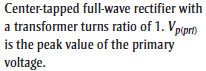 Center-tapped full-wave rectifier with
a transformer turns ratio of 1. Vp(pri)
is the peak value of the primary
voltage.